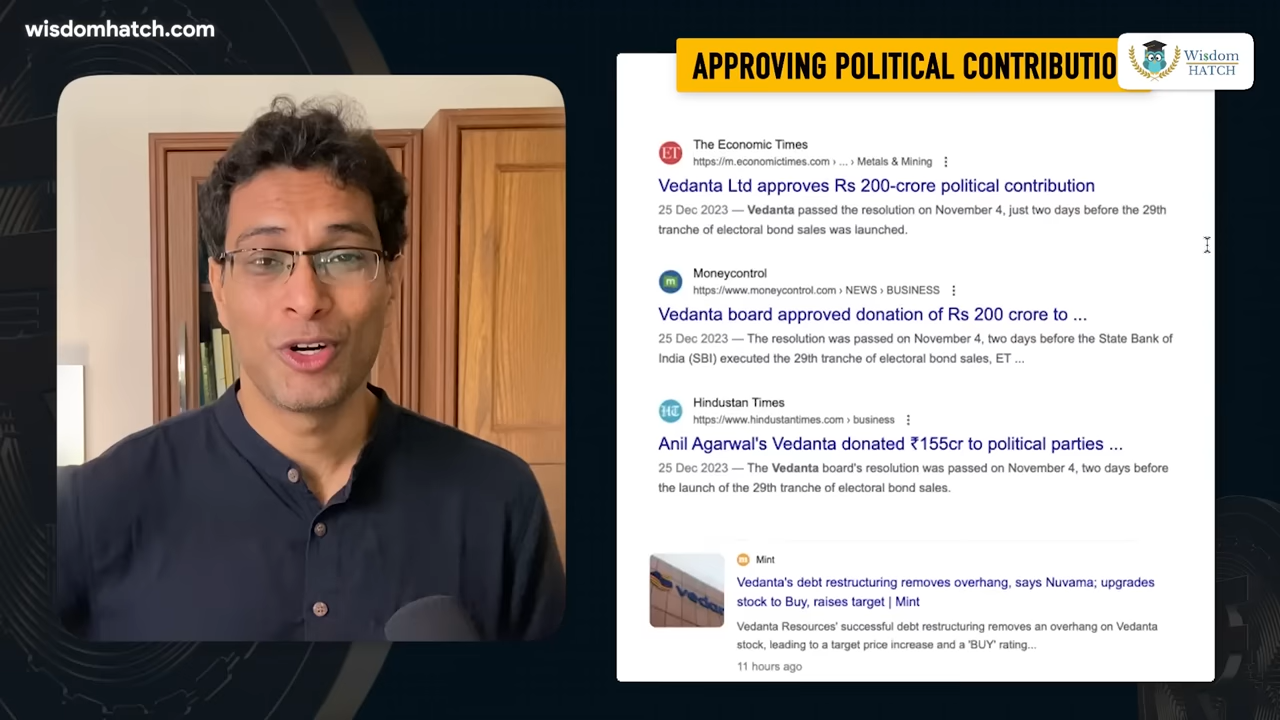 wisdomhatch.com
APPROVING POLITICAL CONTRIBUTIO
Wisdom
HATCH
ET
The Economic Times
https://m.economictimes.com › ... › Metals & Mining
Vedanta Ltd approves Rs 200-crore political contribution
25 Dec 2023 — Vedanta passed the resolution on November 4, just two days before the 29th
tranche of electoral bond sales was launched.
m
Moneycontrol
https://www.moneycontrol.com › NEWS › BUSINESS
Vedanta board approved donation of Rs 200 crore to ...
25 Dec 2023 — The resolution was passed on November 4, two days before the State Bank of
India (SBI) executed the 29th tranche of electoral bond sales, ET ...
HT
Hindustan Times
https://www.hindustantimes.com › business
Anil Agarwal's Vedanta donated ₹155cr to political parties ...
25 Dec 2023 — The Vedanta board's resolution was passed on November 4, two days before
the launch of the 29th tranche of electoral bond sales.
vedan
m Mint
Vedanta's debt restructuring removes overhang, says Nuvama; upgrades
stock to Buy, raises target | Mint
Vedanta Resources' successful debt restructuring removes an overhang on Vedanta
stock, leading to a target price increase and a 'BUY' rating...
11 hours ago